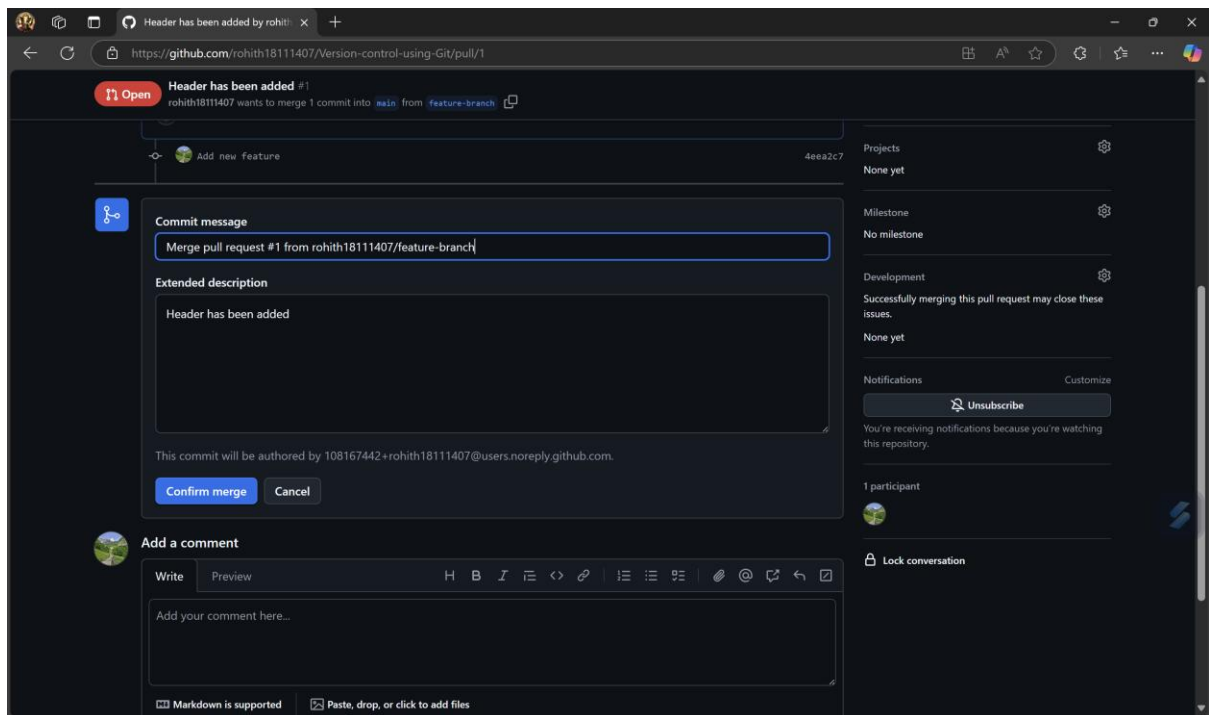 Header has been added by rohith
https://github.com/rohith18111407/Version-control-using-Git/pull/1
Open
Header has been added #1
rohith18111407 wants to merge 1 commit into main from feature-branch
Add new feature 4eea2c7
Commit message
Merge pull request #1 from rohith18111407/feature-branch
Extended description
Header has been added
This commit will be authored by 108167442+rohith18111407@users.noreply.github.com.
Confirm merge Cancel
Add a comment
Write Preview
Add your comment here...
Markdown is supported Paste, drop, or click to add files
Projects
None yet
Milestone
No milestone
Development
Successfully merging this pull request may close these
issues.
None yet
Notifications Customize
Unsubscribe
You're receiving notifications because you're watching
this repository.
1 participant
Lock conversation